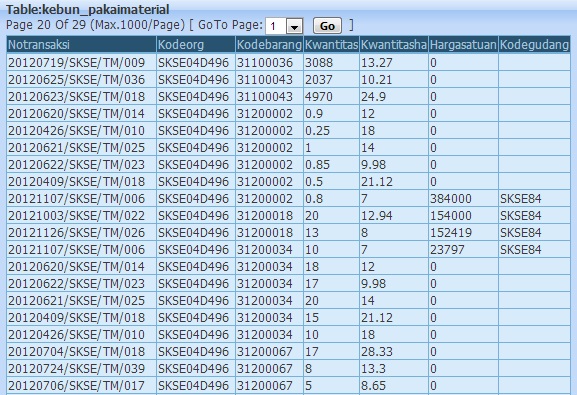 Table:kebun_pakaimaterial
Page 20 Of 29 (Max.1000/Page) [ GoTo Page: 1 Go ]
Notransaksi Kodeorg Kodebarang Kwantitas Kwantitasha Hargasatuan Kodegudang
20120719/SKSE/TM/009 SKSE04D496 31100036 3088 13.27 0
20120623/SKSE/TM/036 SKSE04D496 31100043 2037 10.21 0
20120623/SKSE/TM/018 SKSE04D496 31100043 4970 24.9 0
20120620/SKSE/TM/014 SKSE04D496 31200002 0.9 12 0
20120426/SKSE/TM/010 SKSE04D496 31200002 0.25 18 0
20120621/SKSE/TM/025 SKSE04D496 31200002 1 14 0
20120622/SKSE/TM/023 SKSE04D496 31200002 0.85 9.98 0
20120409/SKSE/TM/018 SKSE04D496 31200002 0.5 21.12 0
20121107/SKSE/TM/006 SKSE04D496 31200002 0.8 7 384000 SKSE84
20121003/SKSE/TM/022 SKSE04D496 31200018 20 12.94 154000 SKSE84
20121126/SKSE/TM/026 SKSE04D496 31200018 13 8 152419 SKSE84
20121107/SKSE/TM/006 SKSE04D496 31200034 10 7 23797 SKSE84
20120620/SKSE/TM/014 SKSE04D496 31200034 18 12 0
20120622/SKSE/TM/023 SKSE04D496 31200034 17 9.98 0
20120621/SKSE/TM/025 SKSE04D496 31200034 20 14 0
20120409/SKSE/TM/018 SKSE04D496 31200034 15 21.12 0
20120426/SKSE/TM/010 SKSE04D496 31200034 10 18 0
20120704/SKSE/TM/018 SKSE04D496 31200067 17 28.33 0
20120724/SKSE/TM/039 SKSE04D496 31200067 8 13.3 0
20120706/SKSE/TM/017 SKSE04D496 31200067 5 8.65 0